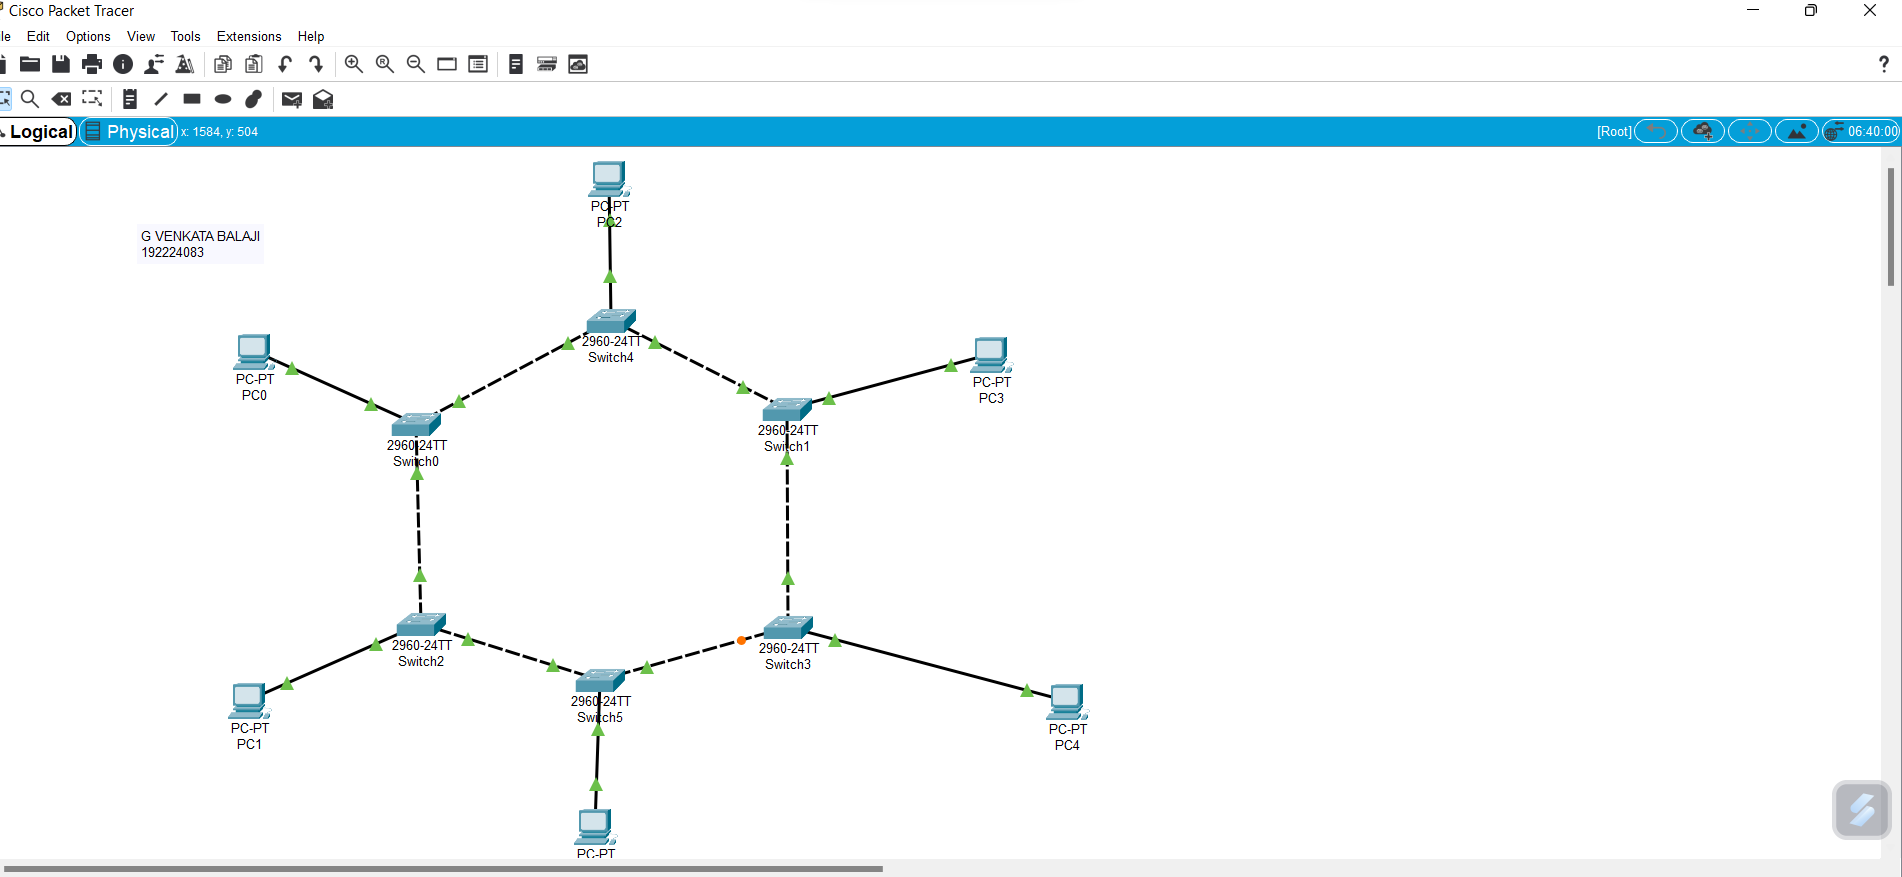 Cisco Packet Tracer
le Edit Options View Tools Extensions Help
?
Logical Physical x: 1584, y: 504 [Root] 06:40:00
PC-PT
PC2
G VENKATA BALAJI
192224083
2960-24TT
Switch4
PC-PT
PC0
PC-PT
PC3
2960-24TT
Switch0
2960-24TT
Switch1
2960-24TT
Switch2
2960-24TT
Switch3
2960-24TT
Switch5
PC-PT
PC1
PC-PT
PC4
PC-PT